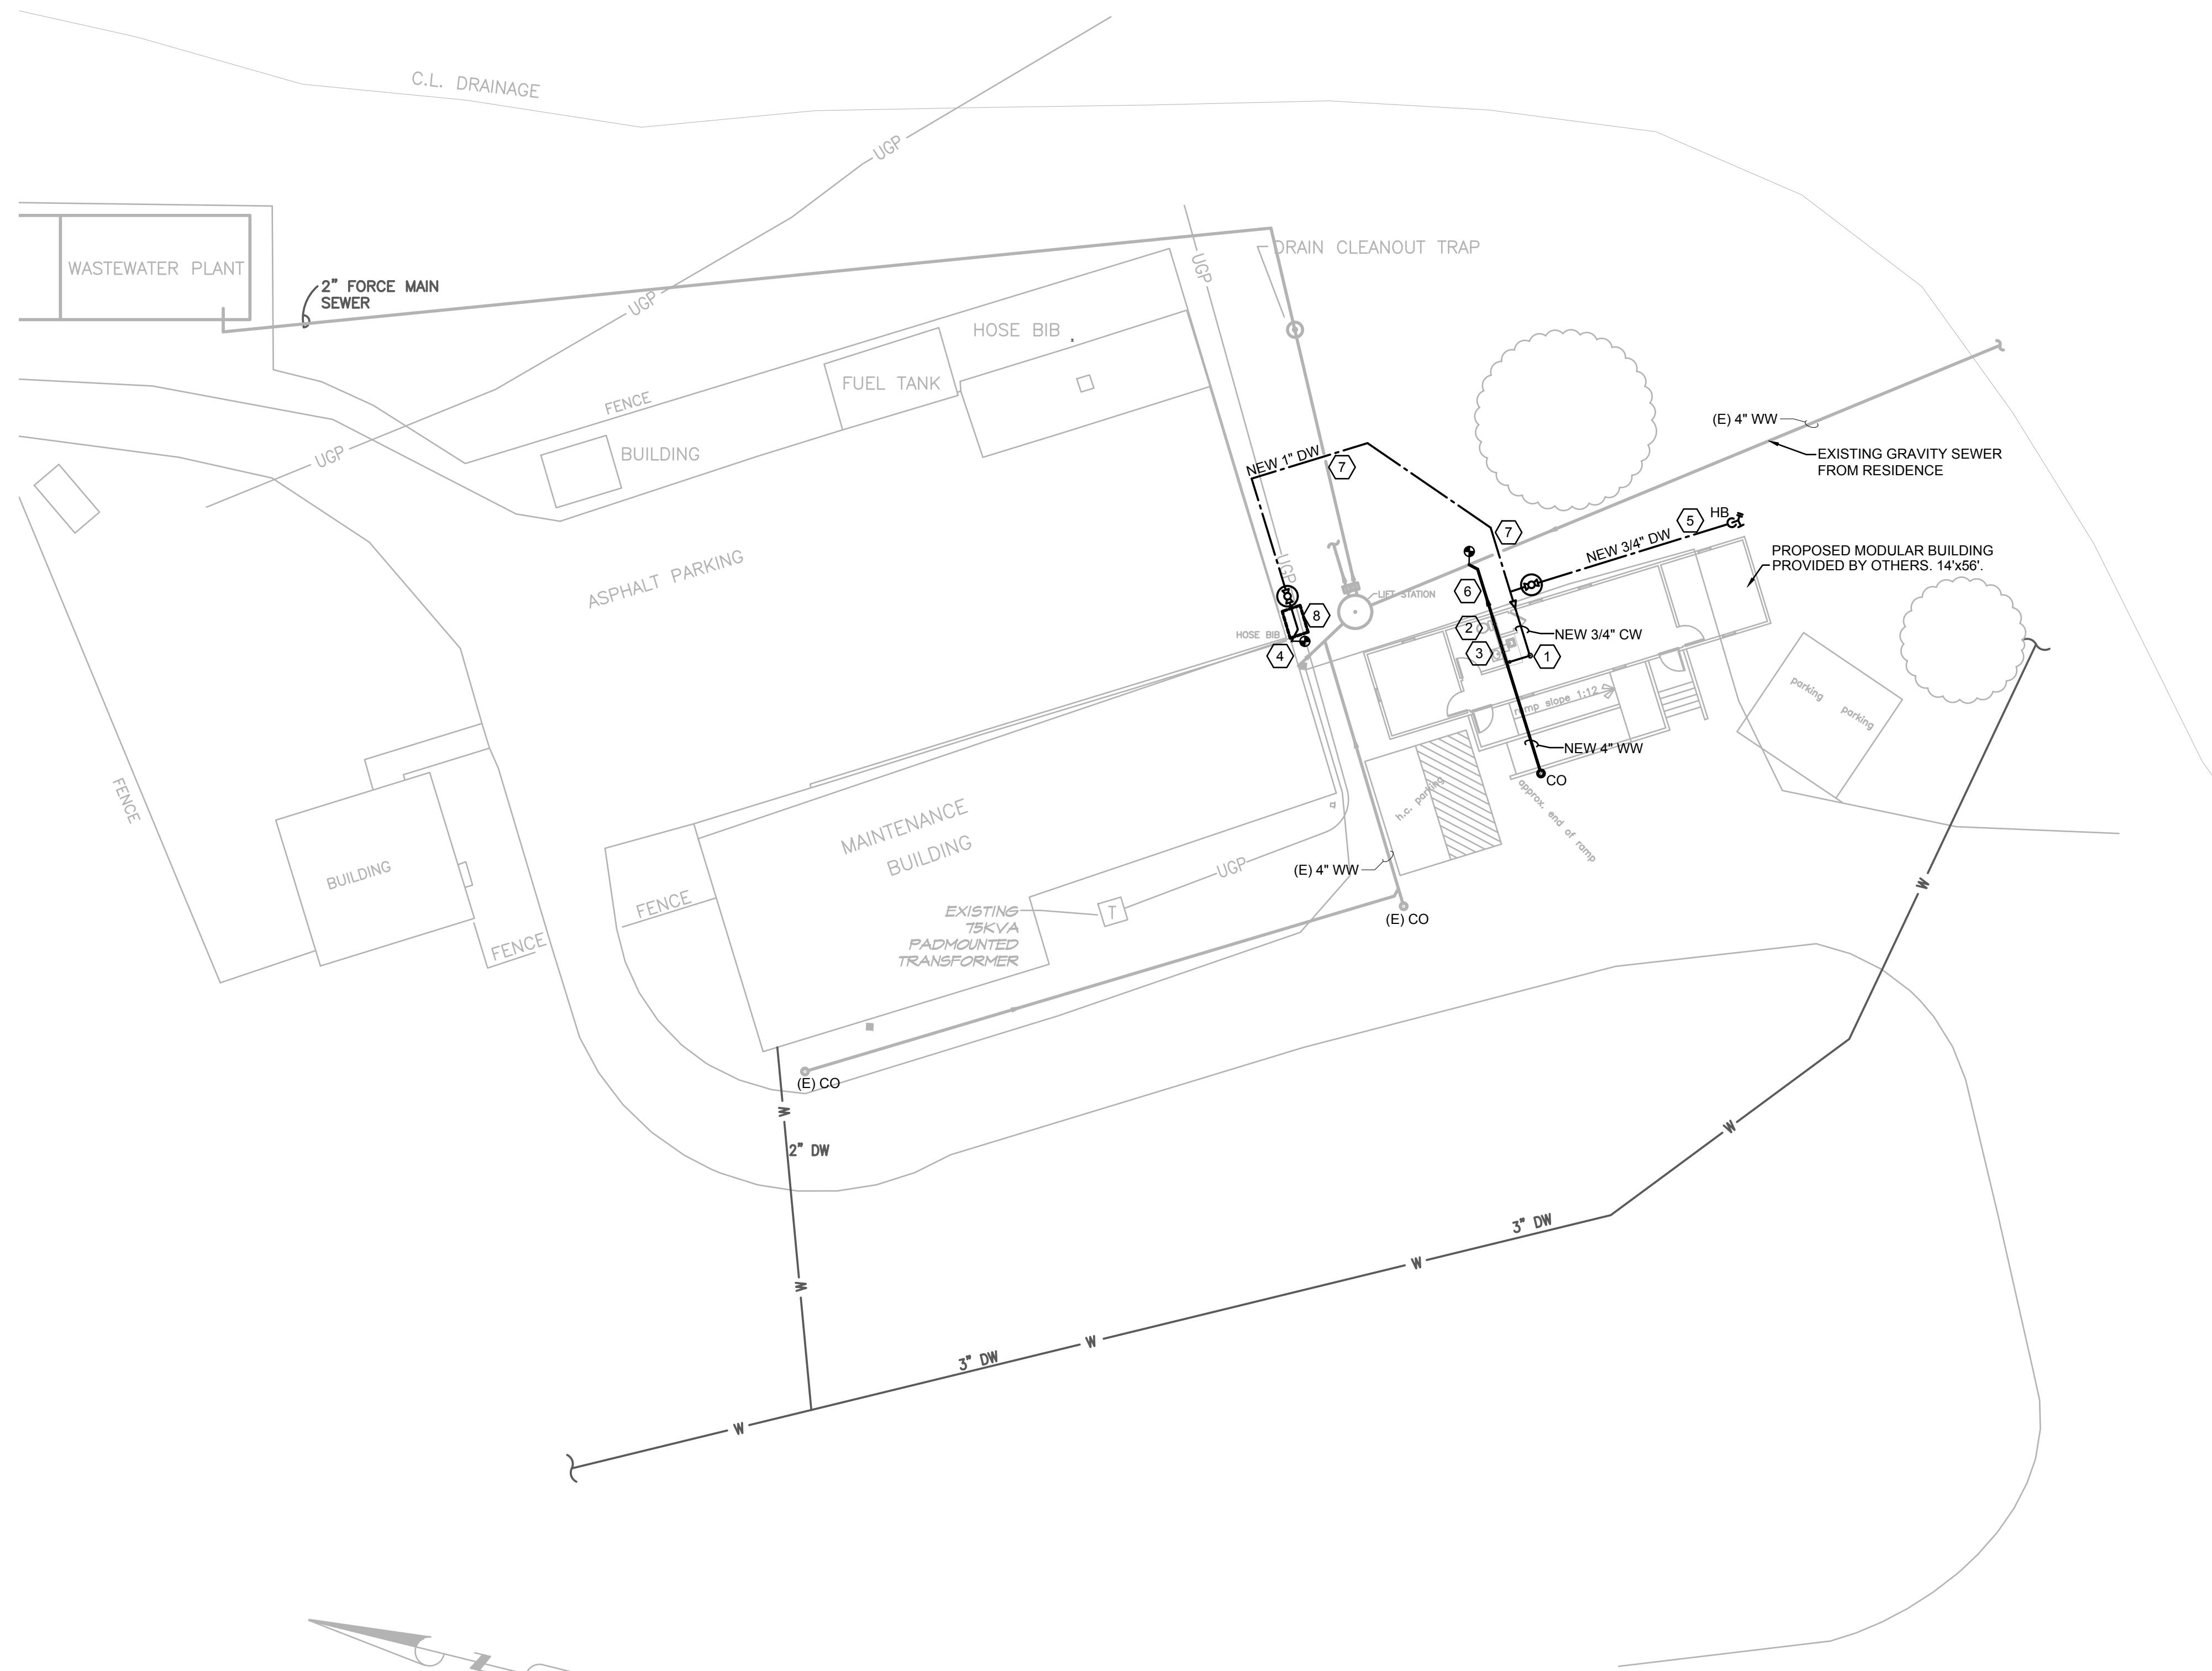 C.L. DRAINAGE
UGP
WASTEWATER PLANT
2" FORCE MAIN
SEWER
UGP
UGP
DRAIN CLEANOUT TRAP
HOSE BIB
FUEL TANK
FENCE
BUILDING
UGP
(E) 4" WW
EXISTING GRAVITY SEWER
FROM RESIDENCE
NEW 1" DW
7
7
5
HB
NEW 3/4" DW
PROPOSED MODULAR BUILDING
PROVIDED BY OTHERS. 14'x56'.
ASPHALT PARKING
UGP
6
LIFT STATION
8
HOSE BIB
4
2
3
NEW 3/4" CW
1
ramp slope 1:12
parking
parking
NEW 4" WW
CO
h.c. parking
approx. end of ramp
FENCE
MAINTENANCE
BUILDING
BUILDING
UGP
(E) 4" WW
FENCE
EXISTING
75KVA
PADMOUNTED
TRANSFORMER
T
(E) CO
FENCE
W
(E) CO
W
2" DW
W
W
3" DW
W
W
3" DW
W